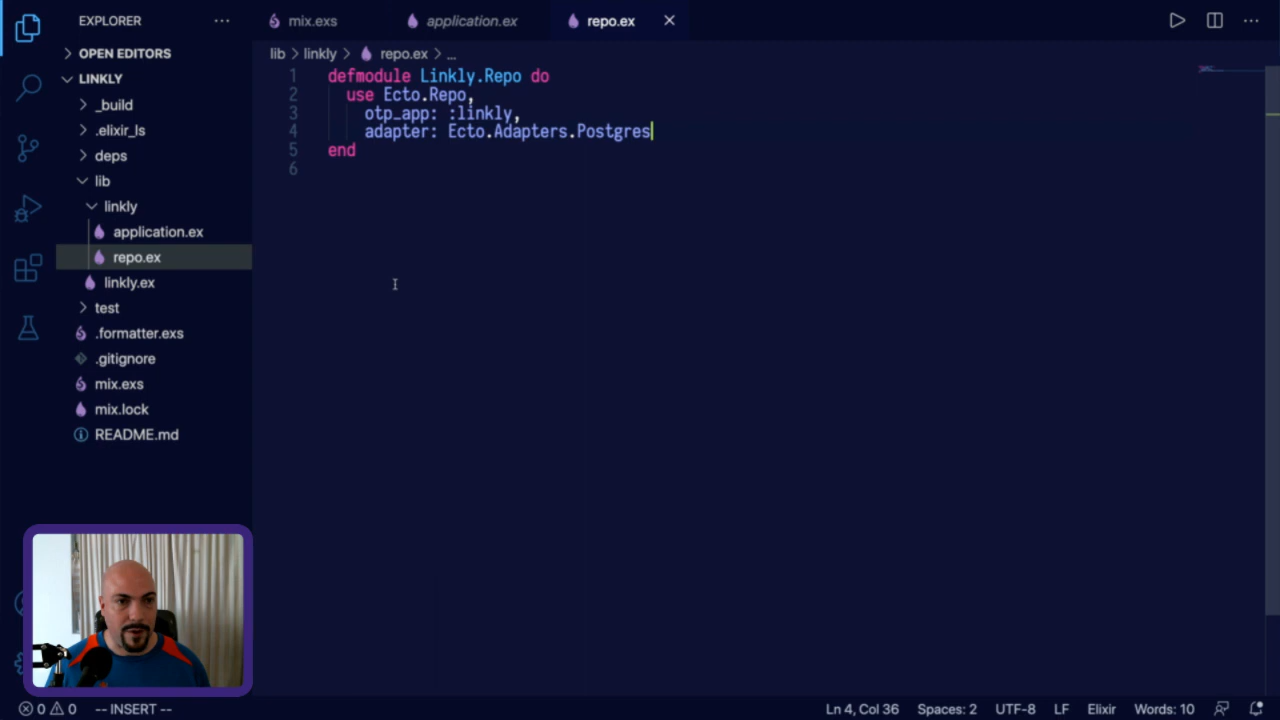 EXPLORER
mix.exs
application.ex
repo.ex
OPEN EDITORS
lib > linkly > repo.ex > ...
LINKLY
_build
.elixir_ls
deps
lib
linkly
application.ex
repo.ex
linkly.ex
test
.formatter.exs
.gitignore
mix.exs
mix.lock
README.md
1 defmodule Linkly.Repo do
2 use Ecto.Repo,
3 otp_app: :linkly,
4 adapter: Ecto.Adapters.Postgres
5 end
6
0 0 -- INSERT -- Ln 4, Col 36 Spaces: 2 UTF-8 LF Elixir Words: 10